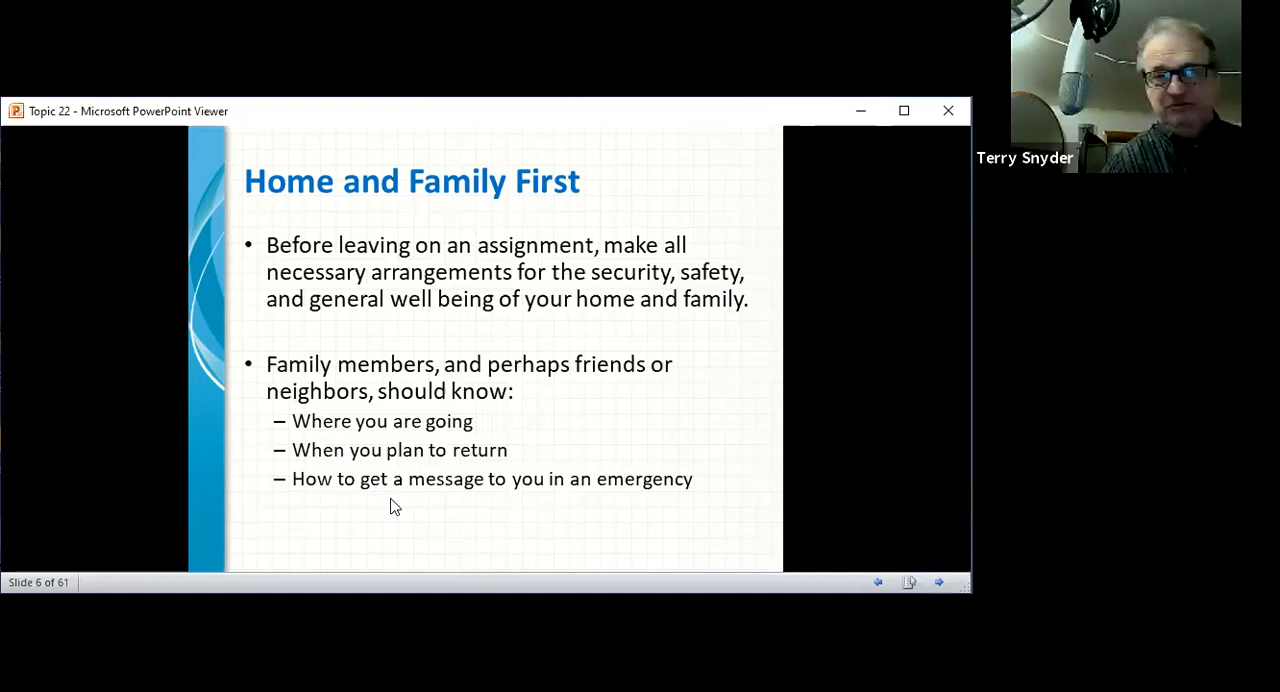 Topic 22 - Microsoft PowerPoint Viewer
Terry Snyder
Home and Family First
• Before leaving on an assignment, make all
necessary arrangements for the security, safety,
and general well being of your home and family.
• Family members, and perhaps friends or
neighbors, should know:
– Where you are going
– When you plan to return
– How to get a message to you in an emergency
Slide 6 of 61